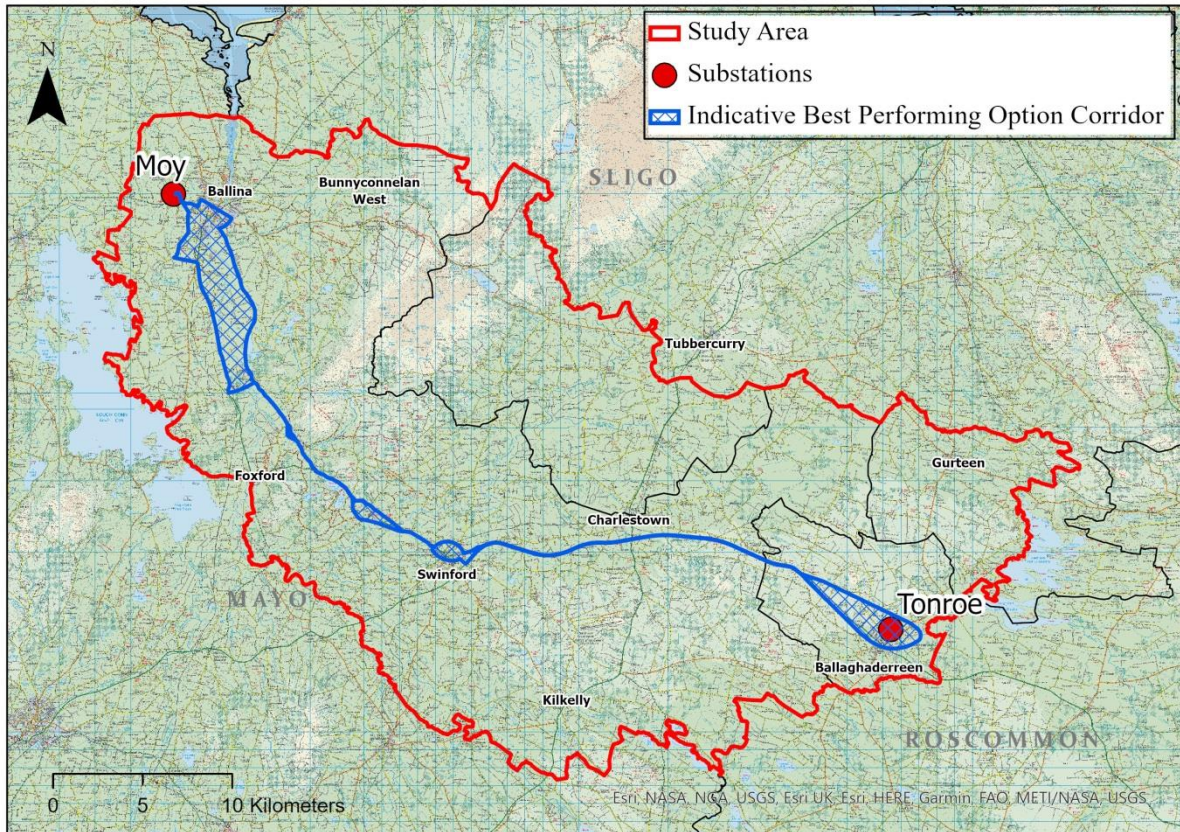 N
Study Area
Substations
Indicative Best Performing Option Corridor
Moy
Ballina
Bunnyconnelan
West
SLIGO
Tubbercurry
Gurteen
Foxford
Charlestown
Swinford
MAYO
Tonroe
Ballaghaderreen
Kilkelly
ROSCOMMON
0 5 10 Kilometers
Esri, NASA, NGA, USGS, Esri UK, Esri, HERE, Garmin, FAO, METI/NASA, USGS